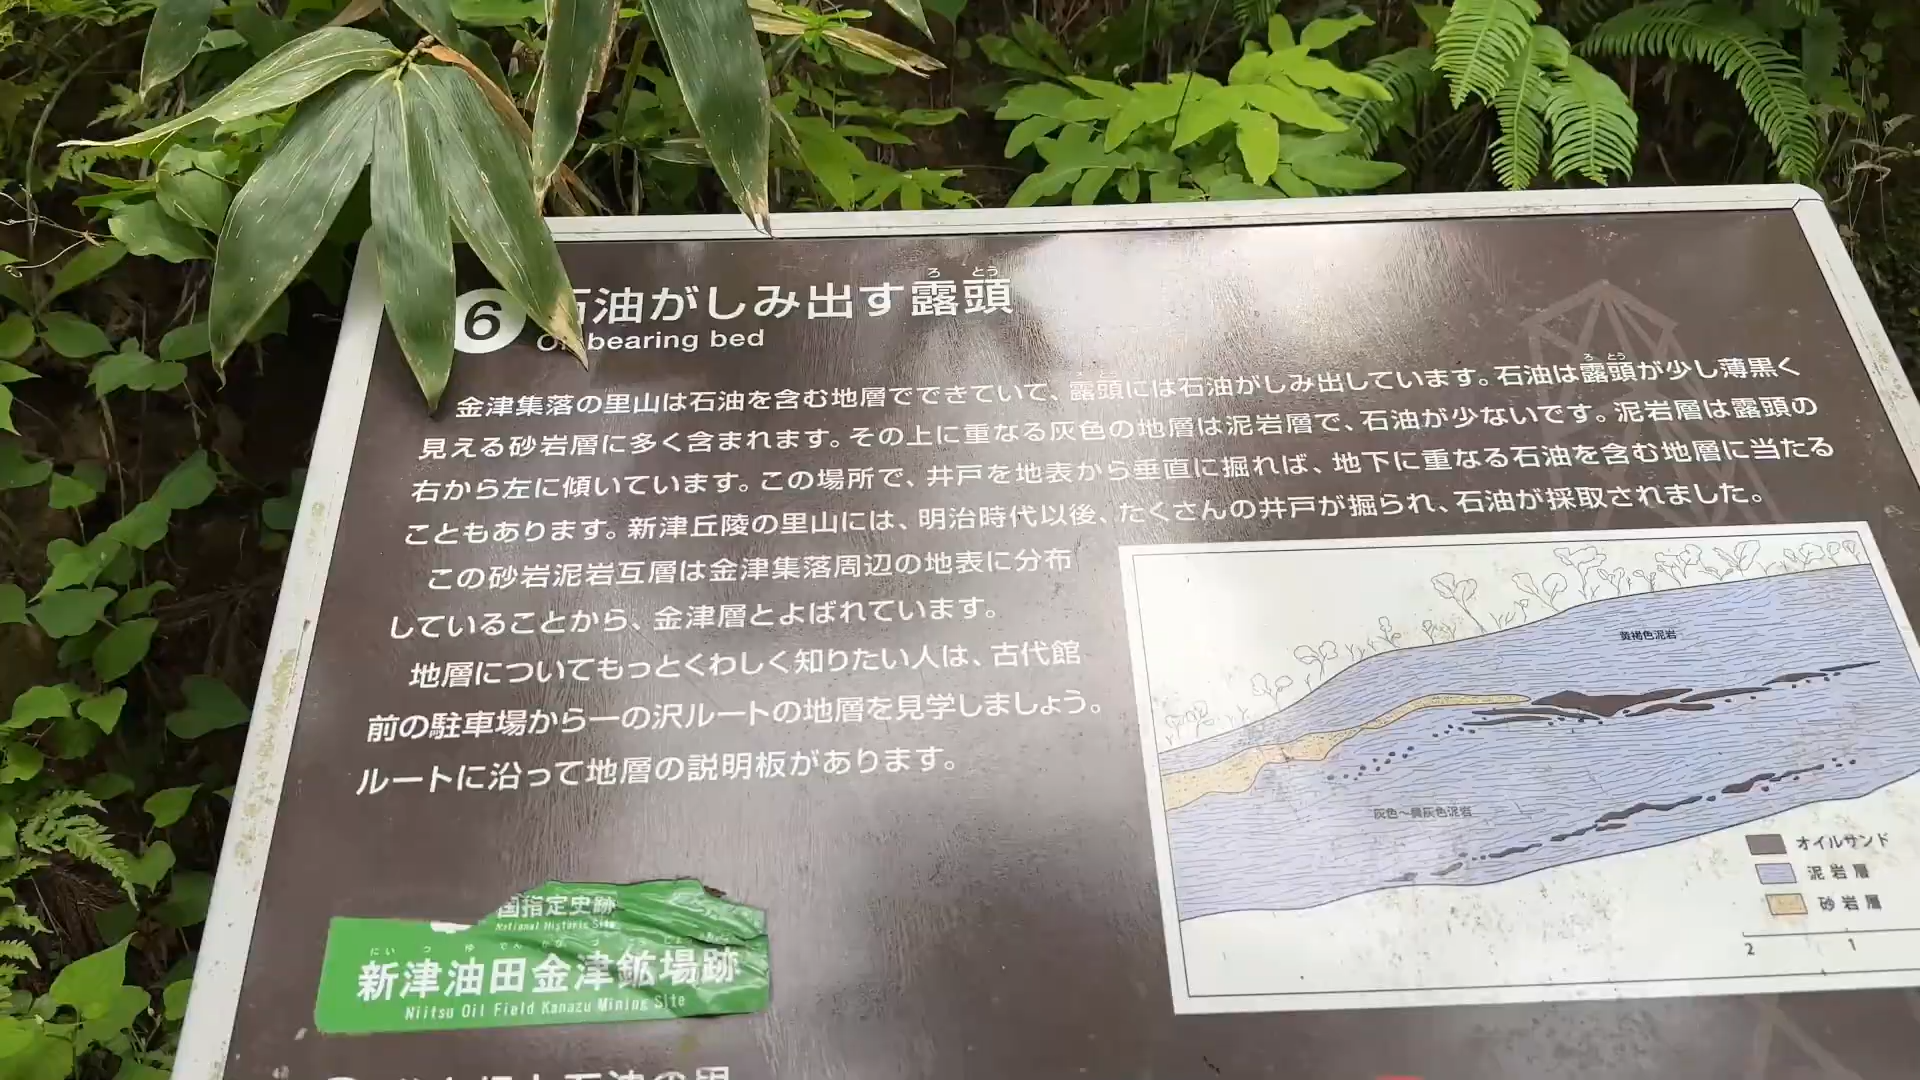 6 石油がしみ出す露頭
ろ とう
bearing bed
金津集落の里山は石油を含む地層でできていて、露頭には石油がしみ出しています。石油は露頭が少し薄黒く
見える砂岩層に多く含まれます。その上に重なる灰色の地層は泥岩層で、石油が少ないです。泥岩層は露頭の
右から左に傾いています。この場所で、井戸を地表から垂直に掘れば、地下に重なる石油を含む地層に当たる
こともあります。新津丘陵の里山には、明治時代以後、たくさんの井戸が掘られ、石油が採取されました。
この砂岩泥岩互層は金津集落周辺の地表に分布
していることから、金津層とよばれています。
地層についてもっとくわしく知りたい人は、古代館
前の駐車場から一の沢ルートの地層を見学しましょう。
ルートに沿って地層の説明板があります。
黄褐色泥岩
灰色〜暗灰色泥岩
オイルサンド
泥岩層
砂岩層
2 1
国指定史跡
National Historic Site
新津油田金津鉱場跡
Niitsu Oil Field Kanazu Mining Site